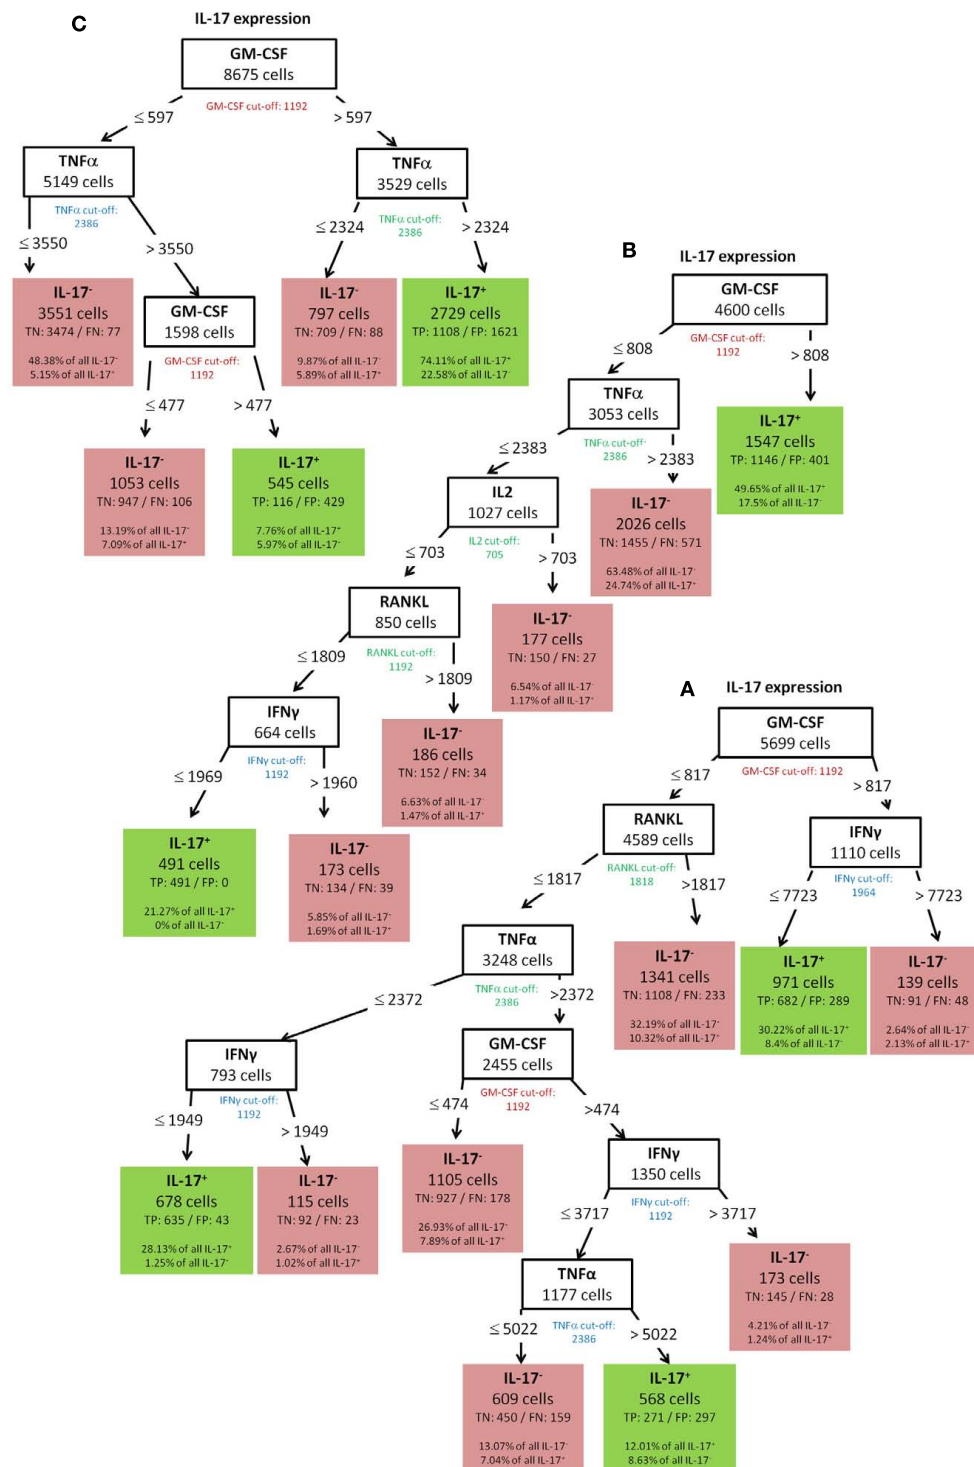 C
IL-17 expression
GM-CSF
8675 cells
GM-CSF cut-off: 1192
≤ 597
> 597
TNFα
5149 cells
TNFα cut-off:
2386
TNFα
3529 cells
TNFα cut-off:
2386
≤ 3550
> 3550
≤ 2324
> 2324
IL-17⁻
3551 cells
TN: 3474 / FN: 77
48.38% of all IL-17⁻
5.15% of all IL-17⁺
GM-CSF
1598 cells
GM-CSF cut-off:
1192
IL-17⁻
797 cells
TN: 709 / FN: 88
9.87% of all IL-17⁻
5.89% of all IL-17⁺
IL-17⁺
2729 cells
TP: 1108 / FP: 1621
74.11% of all IL-17⁺
22.58% of all IL-17⁻
≤ 477
> 477
IL-17⁻
1053 cells
TN: 947 / FN: 106
13.19% of all IL-17⁻
7.09% of all IL-17⁺
IL-17⁺
545 cells
TP: 116 / FP: 429
7.76% of all IL-17⁺
5.97% of all IL-17⁻
B
IL-17 expression
GM-CSF
4600 cells
GM-CSF cut-off:
1192
≤ 808
> 808
TNFα
3053 cells
TNFα cut-off:
2386
IL-17⁺
1547 cells
TP: 1146 / FP: 401
49.65% of all IL-17⁺
17.5% of all IL-17⁻
≤ 2383
> 2383
IL2
1027 cells
IL2 cut-off:
705
IL-17⁻
2026 cells
TN: 1455 / FN: 571
63.48% of all IL-17⁻
24.74% of all IL-17⁺
≤ 703
> 703
RANKL
850 cells
RANKL cut-off:
1192
IL-17⁻
177 cells
TN: 150 / FN: 27
6.54% of all IL-17⁻
1.17% of all IL-17⁺
≤ 1809
> 1809
IFNγ
664 cells
IFNγ cut-off:
1192
IL-17⁻
186 cells
TN: 152 / FN: 34
6.63% of all IL-17⁻
1.47% of all IL-17⁺
≤ 1969
> 1960
IL-17⁺
491 cells
TP: 491 / FP: 0
21.27% of all IL-17⁺
0% of all IL-17⁻
IL-17⁻
173 cells
TN: 134 / FN: 39
5.85% of all IL-17⁻
1.69% of all IL-17⁺
A
IL-17 expression
GM-CSF
5699 cells
GM-CSF cut-off: 1192
≤ 817
> 817
RANKL
4589 cells
RANKL cut-off:
1818
IFNγ
1110 cells
IFNγ cut-off:
1964
≤ 1817
>1817
≤ 7723
> 7723
TNFα
3248 cells
TNFα cut-off:
2386
IL-17⁻
1341 cells
TN: 1108 / FN: 233
32.19% of all IL-17⁻
10.32% of all IL-17⁺
IL-17⁺
971 cells
TP: 682 / FP: 289
30.22% of all IL-17⁺
8.4% of all IL-17⁻
IL-17⁻
139 cells
TN: 91 / FN: 48
2.64% of all IL-17⁻
2.13% of all IL-17⁺
≤ 2372
>2372
IFNγ
793 cells
IFNγ cut-off:
1192
GM-CSF
2455 cells
GM-CSF cut-off:
1192
≤ 1949
> 1949
≤ 474
>474
IL-17⁺
678 cells
TP: 635 / FP: 43
28.13% of all IL-17⁺
1.25% of all IL-17⁻
IL-17⁻
115 cells
TN: 92 / FN: 23
2.67% of all IL-17⁻
1.02% of all IL-17⁺
IL-17⁻
1105 cells
TN: 927 / FN: 178
26.93% of all IL-17⁻
7.89% of all IL-17⁺
IFNγ
1350 cells
IFNγ cut-off:
1192
≤ 3717
> 3717
TNFα
1177 cells
TNFα cut-off:
2386
IL-17⁻
173 cells
TN: 145 / FN: 28
4.21% of all IL-17⁻
1.24% of all IL-17⁺
≤ 5022
> 5022
IL-17⁻
609 cells
TN: 450 / FN: 159
13.07% of all IL-17⁻
7.04% of all IL-17⁺
IL-17⁺
568 cells
TP: 271 / FP: 297
12.01% of all IL-17⁺
8.63% of all IL-17⁻